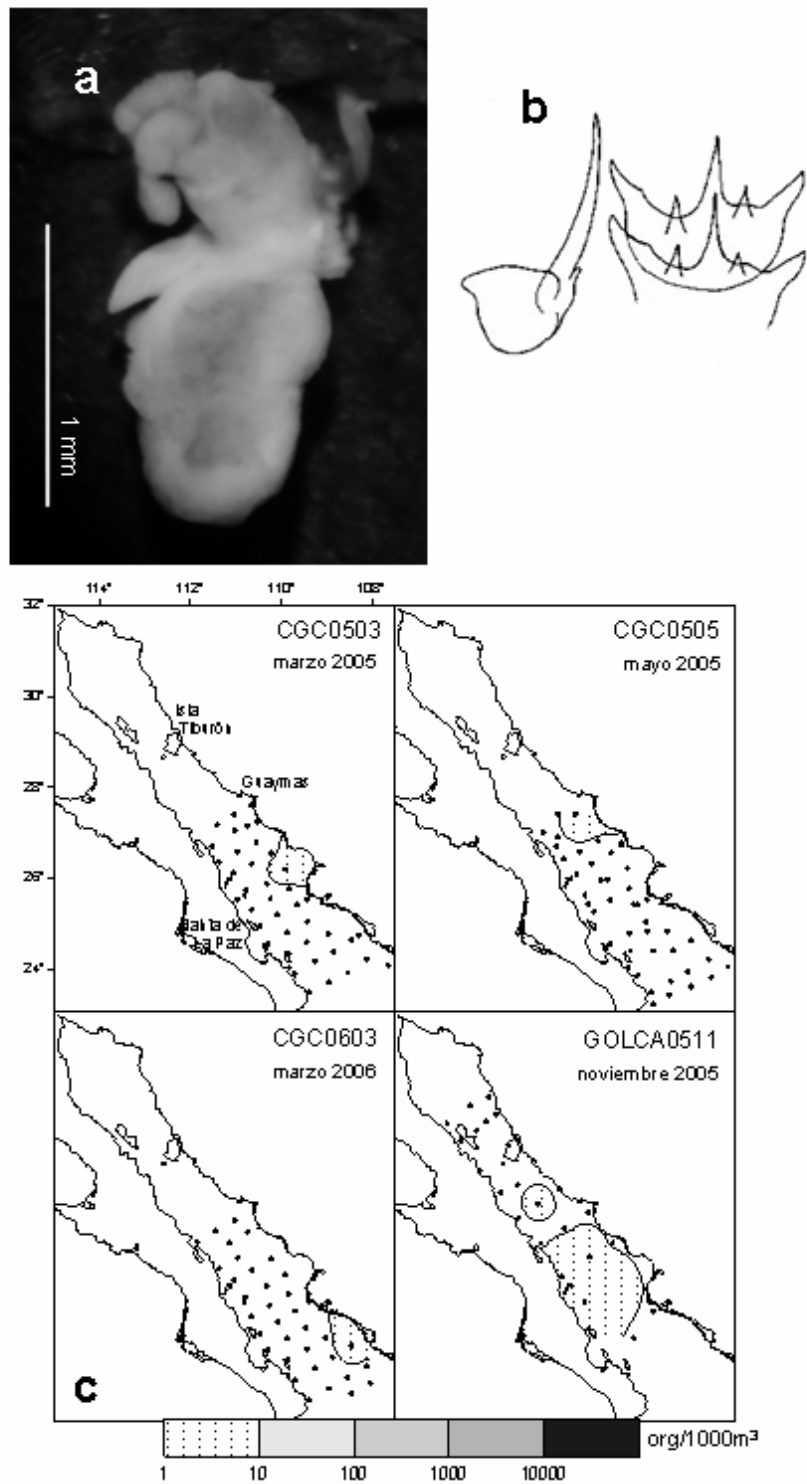 a
b
1 mm
114° 112° 110° 108°
32°
30°
28°
26°
24°
CGC0503
marzo 2005
Isla
Tiburón
Guaymas
Bahía de
La Paz
CGC0505
mayo 2005
CGC0603
marzo 2006
GOLCA0511
noviembre 2005
c
org/1000m³
1 10 100 1000 10000